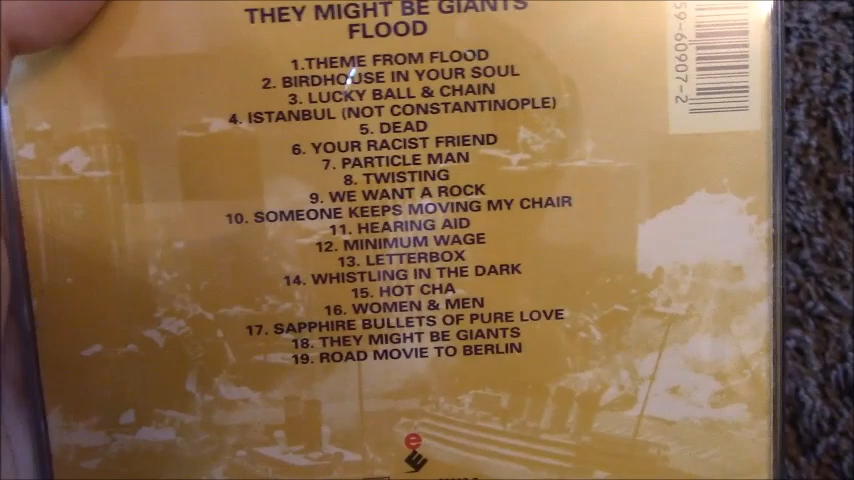 THEY MIGHT BE GIANTS
FLOOD
1.THEME FROM FLOOD
2. BIRDHOUSE IN YOUR SOUL
3. LUCKY BALL & CHAIN
4. ISTANBUL (NOT CONSTANTINOPLE)
5. DEAD
6. YOUR RACIST FRIEND
7. PARTICLE MAN
8. TWISTING
9. WE WANT A ROCK
10. SOMEONE KEEPS MOVING MY CHAIR
11. HEARING AID
12. MINIMUM WAGE
13. LETTERBOX
14. WHISTLING IN THE DARK
15. HOT CHA
16. WOMEN & MEN
17. SAPPHIRE BULLETS OF PURE LOVE
18. THEY MIGHT BE GIANTS
19. ROAD MOVIE TO BERLIN
59-60907-2
e